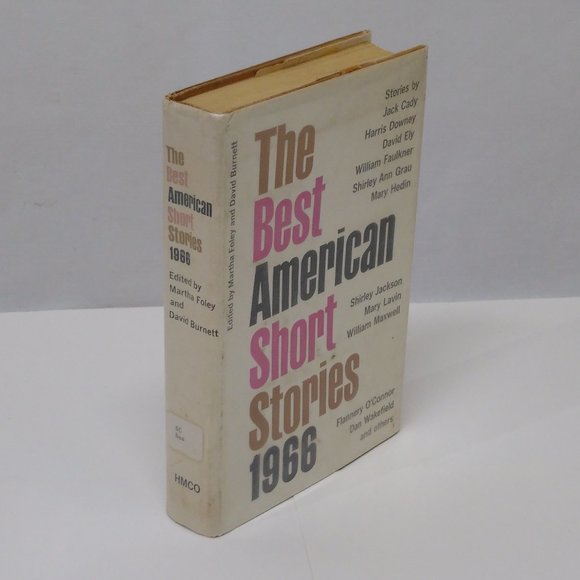 The
Best
American
Short
Stories
1966
Edited by
Martha Foley
and
David Burnett
SC
Bes
HMCO
Edited by Martha Foley and David Burnett
The
Best
American
Short
Stories
1966
Stories by
Jack Cady
Harris Downey
David Ely
William Faulkner
Shirley Ann Grau
Mary Hedin
Shirley Jackson
Mary Lavin
William Maxwell
Flannery O'Connor
Dan Wakefield
and others